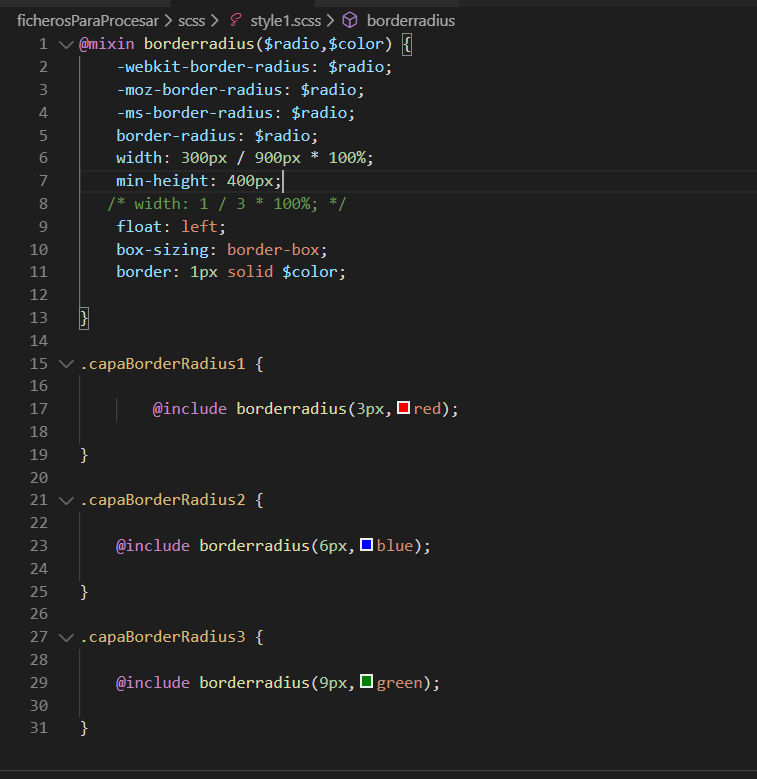 ficherosParaProcesar > scss > style1.scss > borderradius
1 @mixin borderradius($radio,$color) {
2 -webkit-border-radius: $radio;
3 -moz-border-radius: $radio;
4 -ms-border-radius: $radio;
5 border-radius: $radio;
6 width: 300px / 900px * 100%;
7 min-height: 400px;
8 /* width: 1 / 3 * 100%; */
9 float: left;
10 box-sizing: border-box;
11 border: 1px solid $color;
12
13 }
14
15 .capaBorderRadius1 {
16
17 @include borderradius(3px,red);
18
19 }
20
21 .capaBorderRadius2 {
22
23 @include borderradius(6px,blue);
24
25 }
26
27 .capaBorderRadius3 {
28
29 @include borderradius(9px,green);
30
31 }